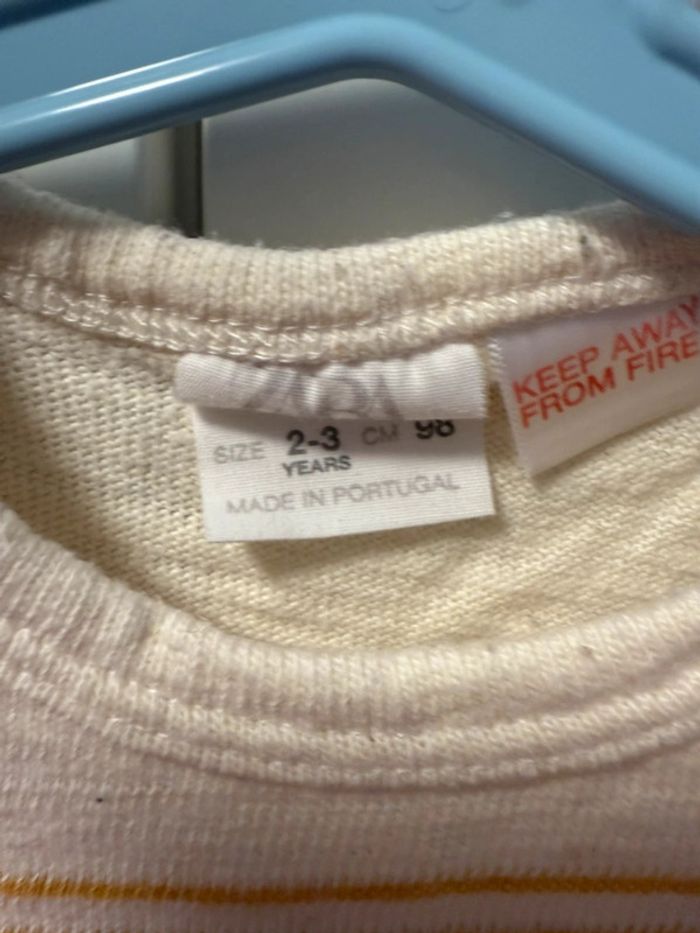 SIZE 2-3 CM 98
YEARS
MADE IN PORTUGAL
KEEP AWAY
FROM FIRE